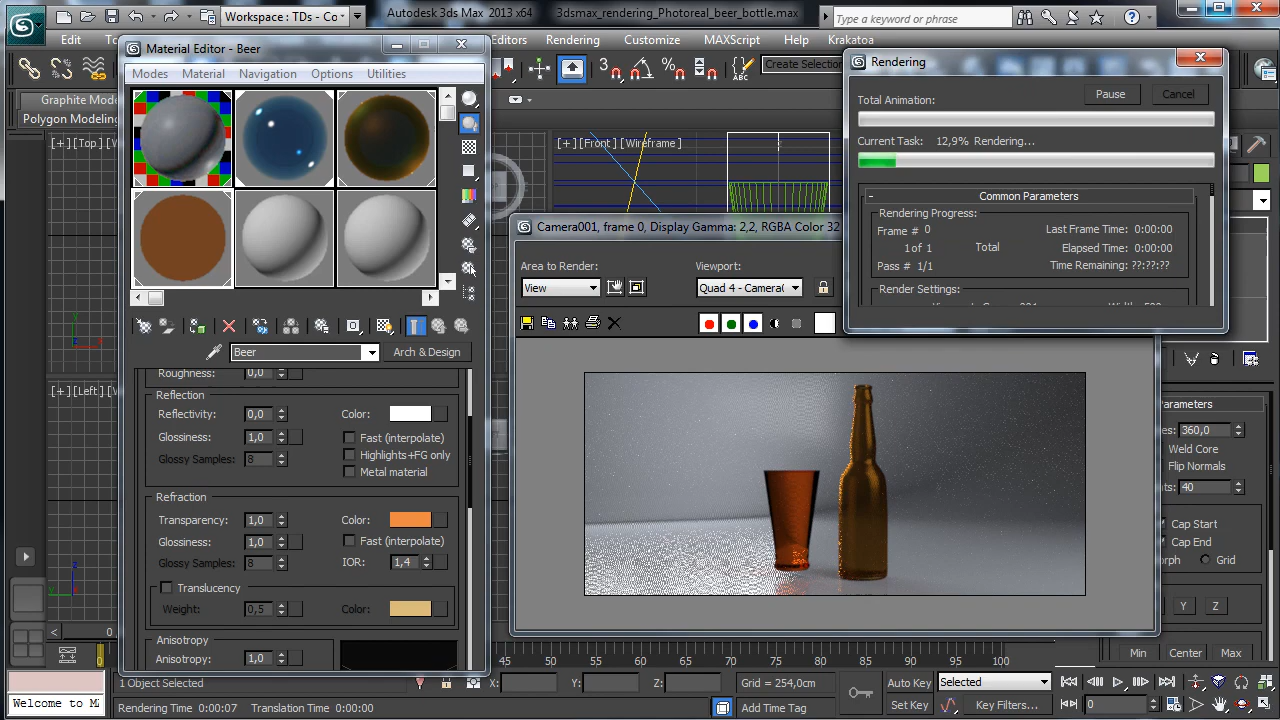 Workspace : TDs - Co
Autodesk 3ds Max 2013 x64
3dsmax_rendering_Photoreal_beer_bottle.max
Type a keyword or phrase
Edit
Editors
Rendering
Customize
MAXScript
Help
Krakatoa
Create Selection
Graphite Mode
Polygon Modeling
Material Editor - Beer
Modes
Material
Navigation
Options
Utilities
Beer
Arch & Design
Roughness: 0,0
Reflection
Reflectivity: 0,0
Color:
Glossiness: 1,0
Fast (interpolate)
Glossy Samples: 8
Highlights+FG only
Metal material
Refraction
Transparency: 1,0
Color:
Glossiness: 1,0
Fast (interpolate)
Glossy Samples: 8
IOR: 1,4
Translucency
Weight: 0,5
Color:
Anisotropy
Anisotropy: 1,0
[+][Top]
[+][Front][Wireframe]
[+][Left]
Camera001, frame 0, Display Gamma: 2,2, RGBA Color 32
Area to Render:
View
Viewport:
Quad 4 - Camera(
Rendering
Total Animation:
Pause
Cancel
Current Task: 12,9% Rendering...
Common Parameters
Rendering Progress:
Frame # 0
Last Frame Time: 0:00:00
1 of 1
Total
Elapsed Time: 0:00:00
Pass # 1/1
Time Remaining: ??:??:??
Render Settings:
Parameters
360,0
Weld Core
Flip Normals
40
Cap Start
Cap End
Grid
Y
Z
Min
Center
Max
0
45 50 55 60 65 70 75 80 85 90 95 100
1 Object Selected
X:
Y:
Z:
Grid = 254,0cm
Auto Key
Selected
Welcome to M
Rendering Time 0:00:07
Translation Time 0:00:00
Add Time Tag
Set Key
Key Filters...
0